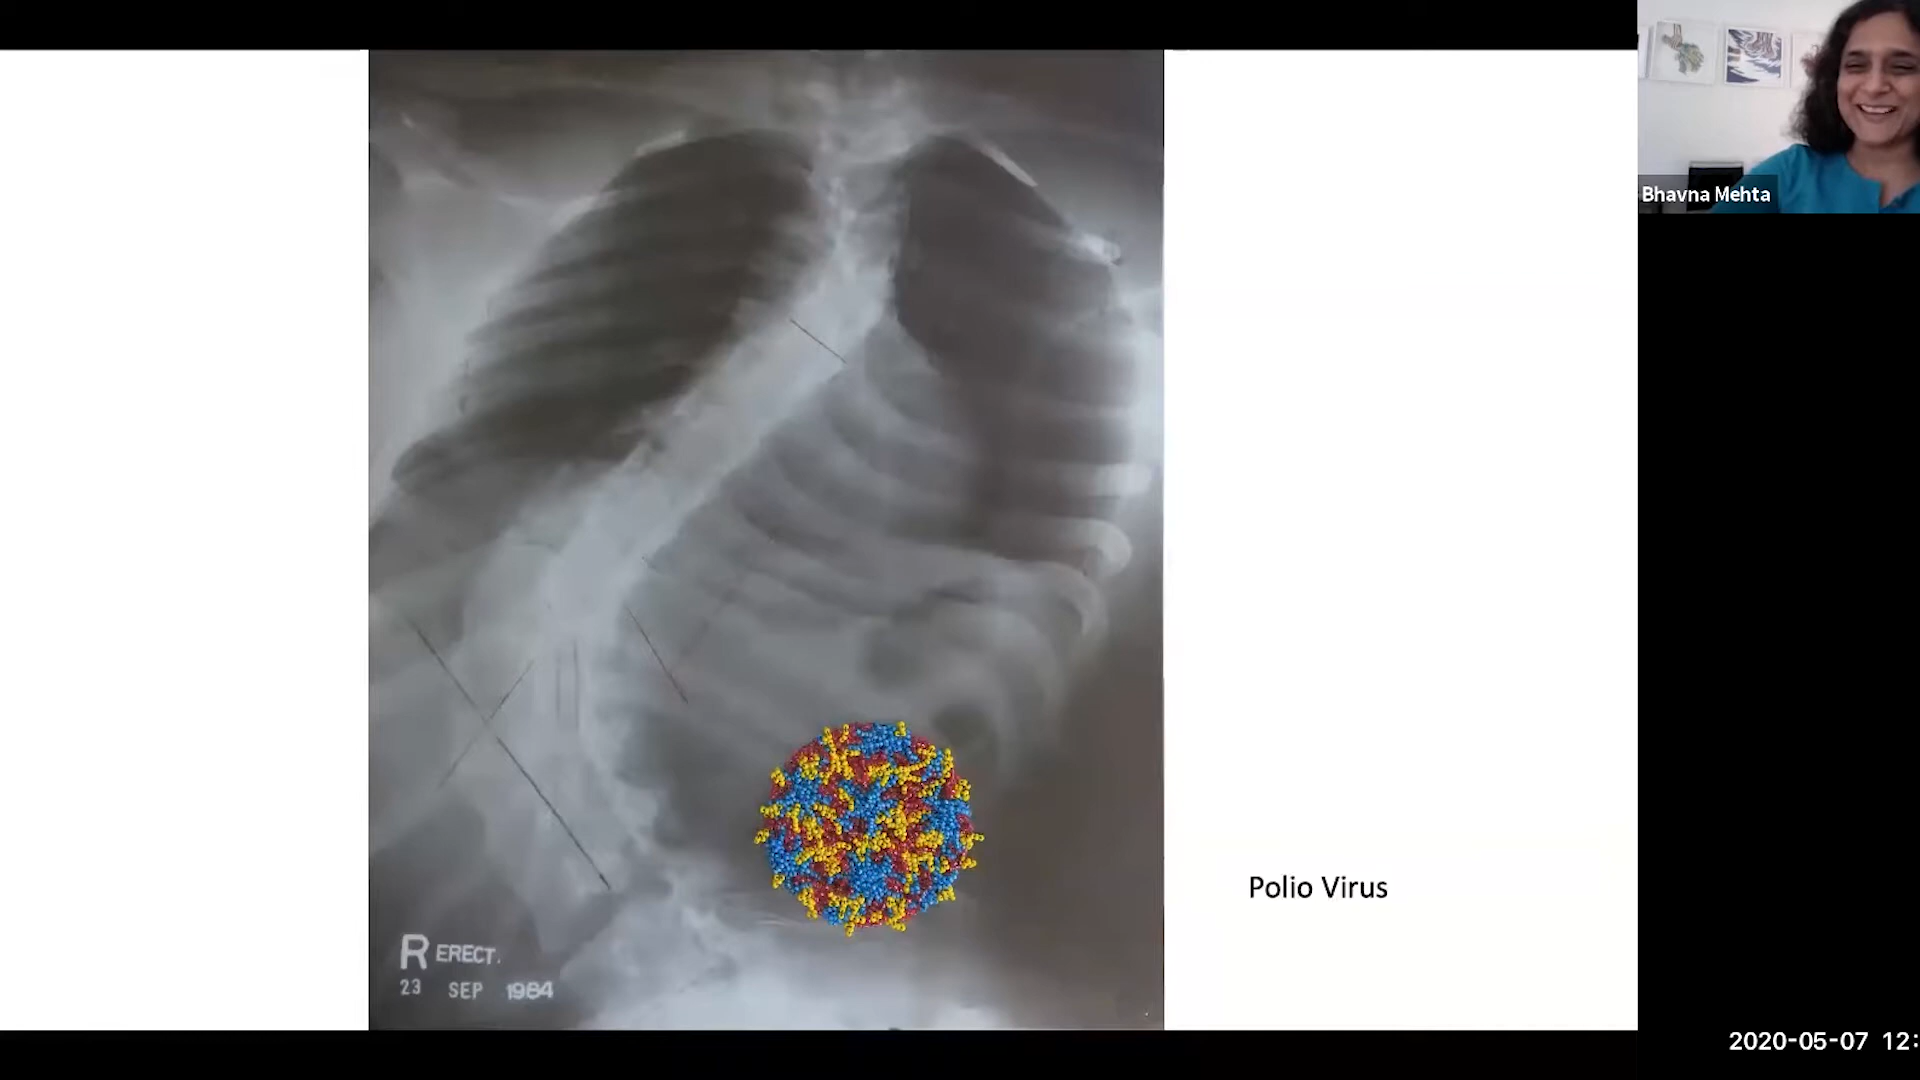 Bhavna Mehta
Polio Virus
R ERECT.
23 SEP 1984
2020-05-07 12: